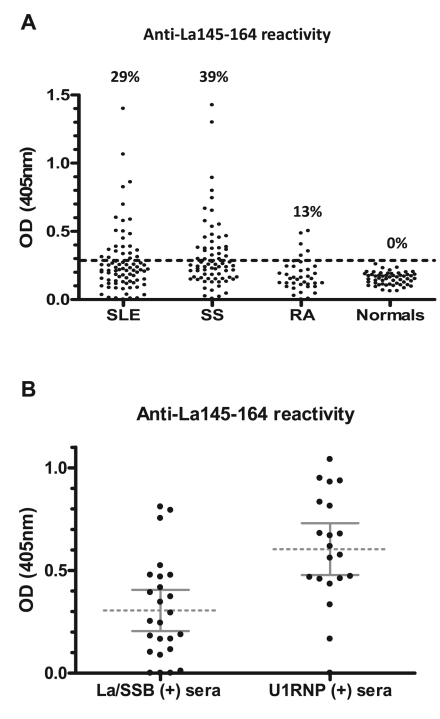 A
Anti-La145-164 reactivity
29% 39% 13% 0%
OD (405nm)
1.5
1.0
0.5
0.0
SLE SS RA Normals
B
Anti-La145-164 reactivity
OD (405nm)
1.0
0.5
0.0
La/SSB (+) sera U1RNP (+) sera